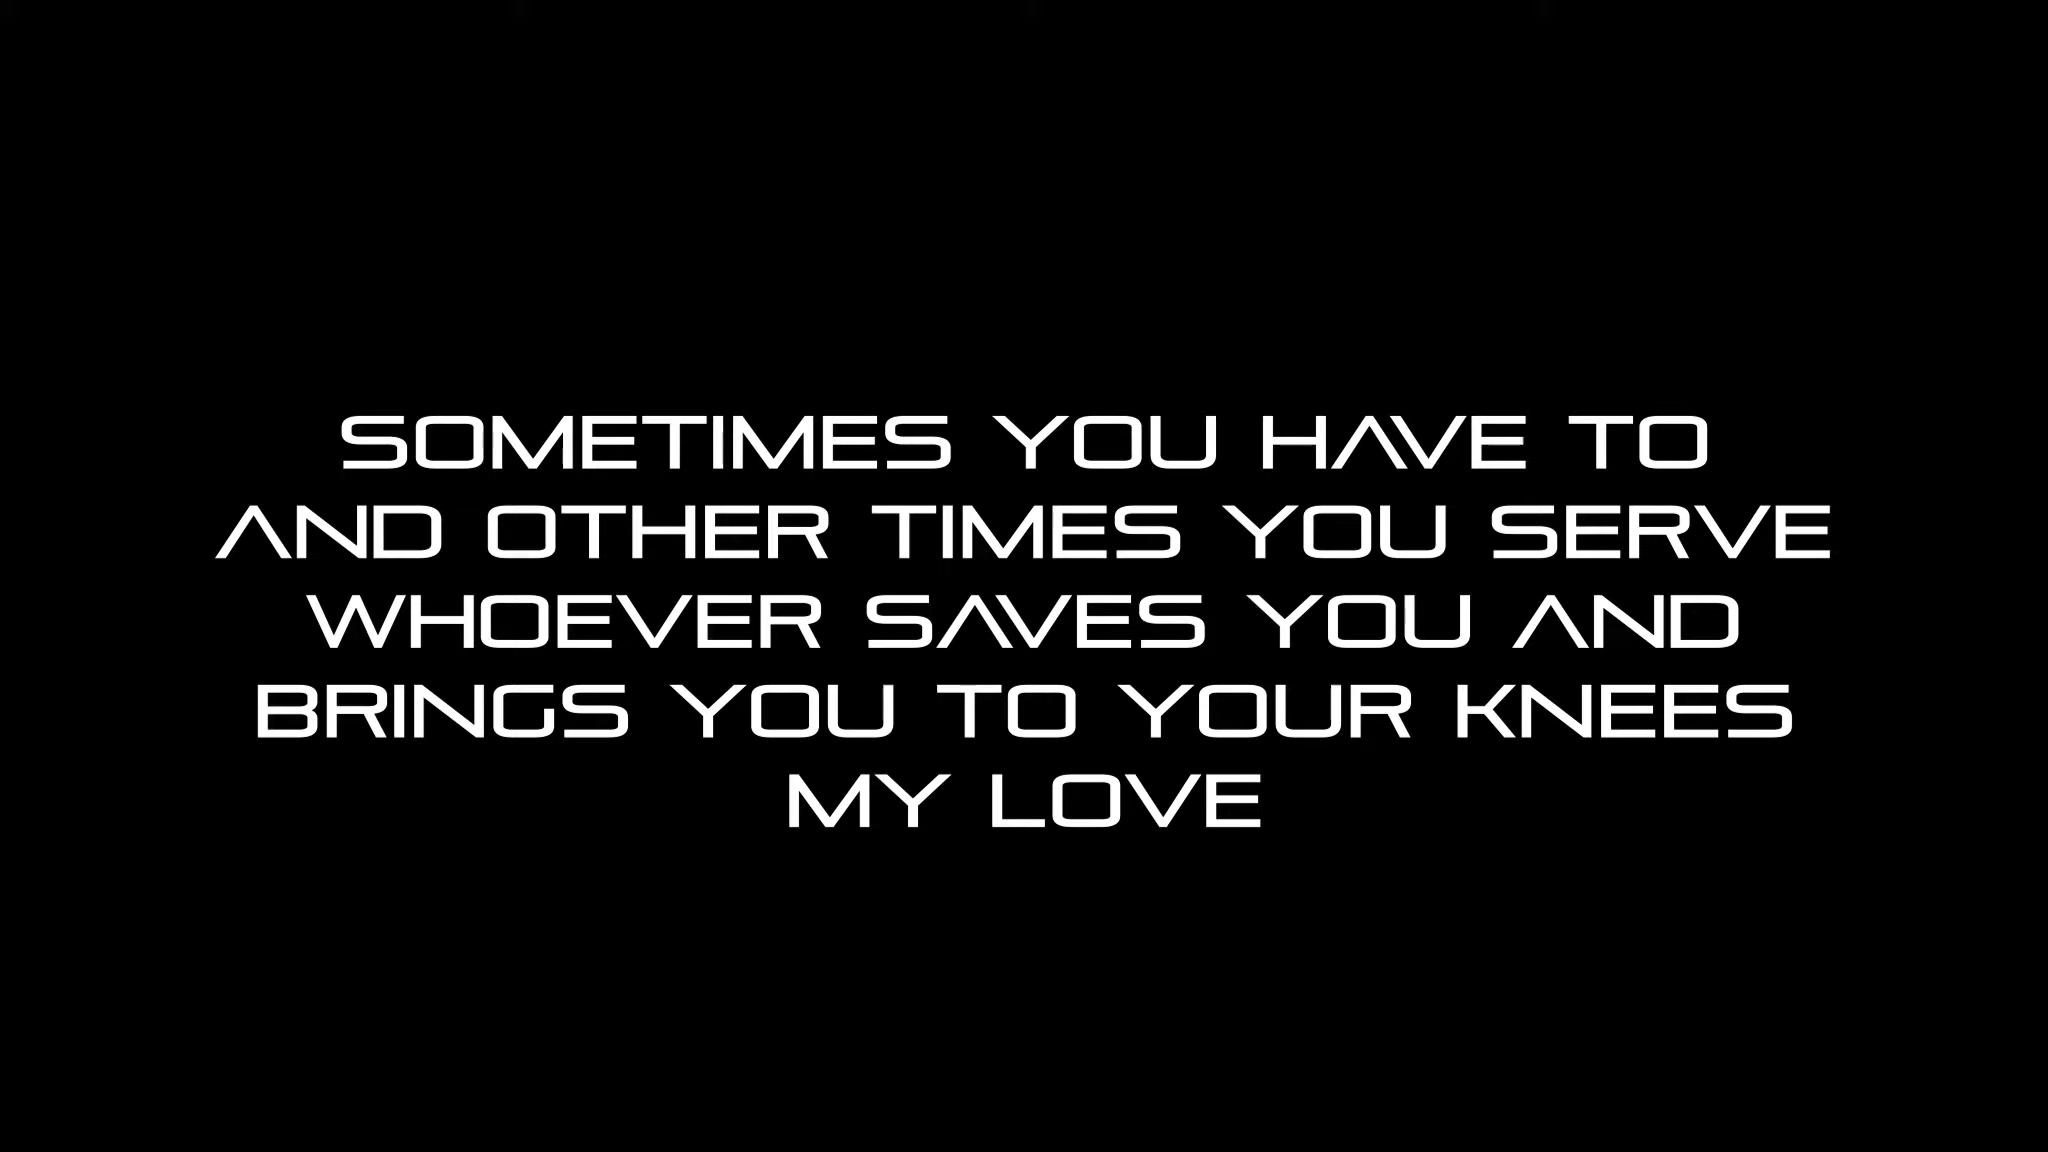 SOMETIMES YOU HAVE TO
AND OTHER TIMES YOU SERVE
WHOEVER SAVES YOU AND
BRINGS YOU TO YOUR KNEES
MY LOVE